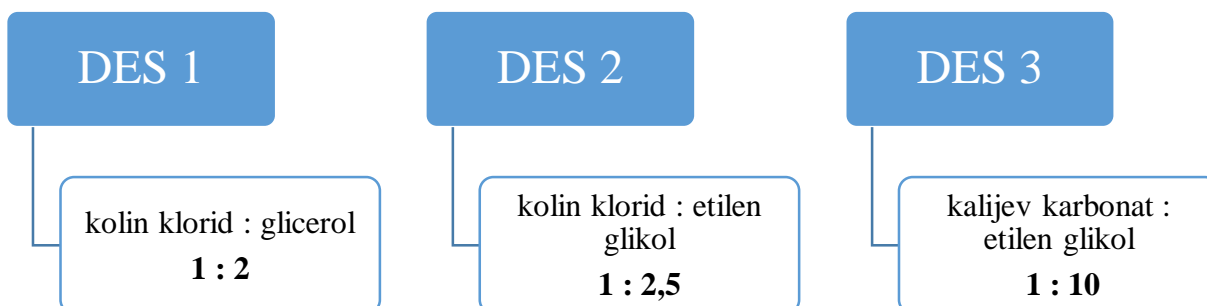 DES 1
kolin klorid : glicerol
1 : 2
DES 2
kolin klorid : etilen
glikol
1 : 2,5
DES 3
kalijev karbonat :
etilen glikol
1 : 10